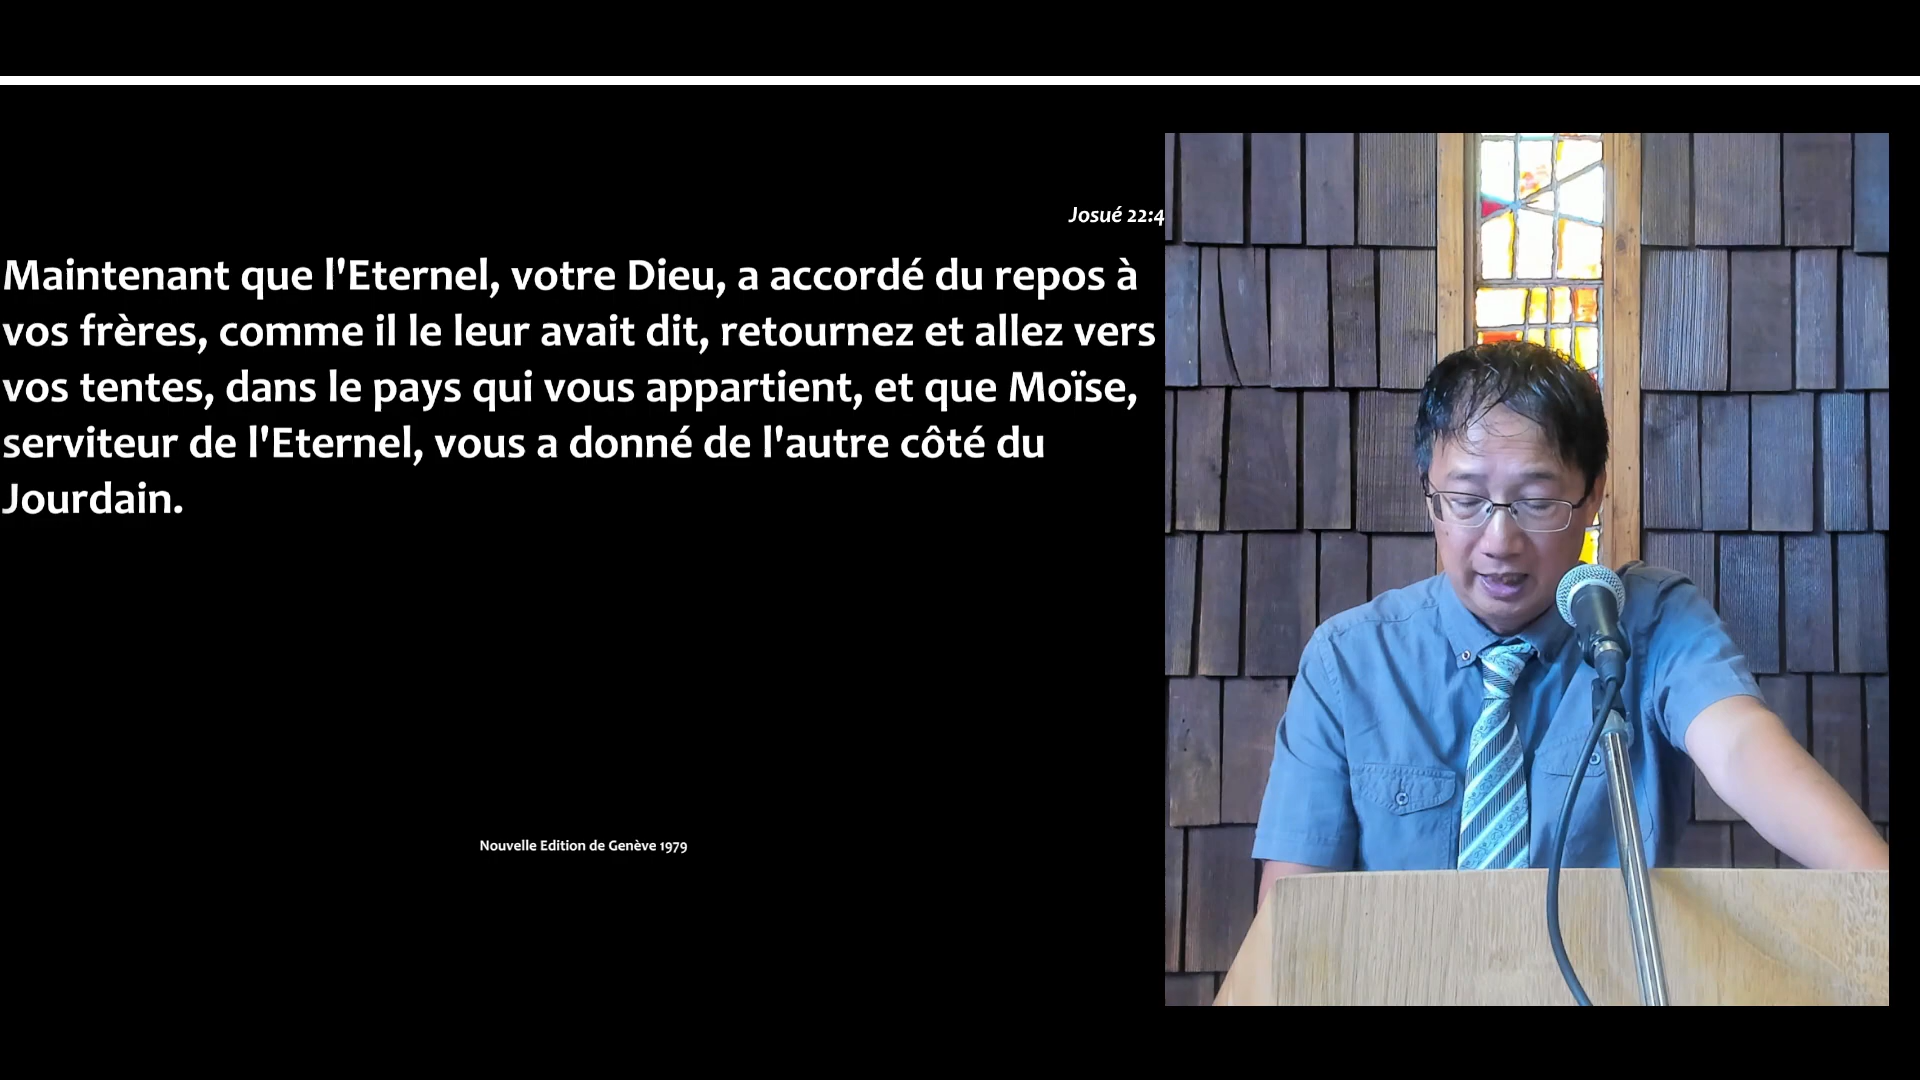 Josué 22:4
Maintenant que l'Eternel, votre Dieu, a accordé du repos à
vos frères, comme il le leur avait dit, retournez et allez vers
vos tentes, dans le pays qui vous appartient, et que Moïse,
serviteur de l'Eternel, vous a donné de l'autre côté du
Jourdain.
Nouvelle Edition de Genève 1979